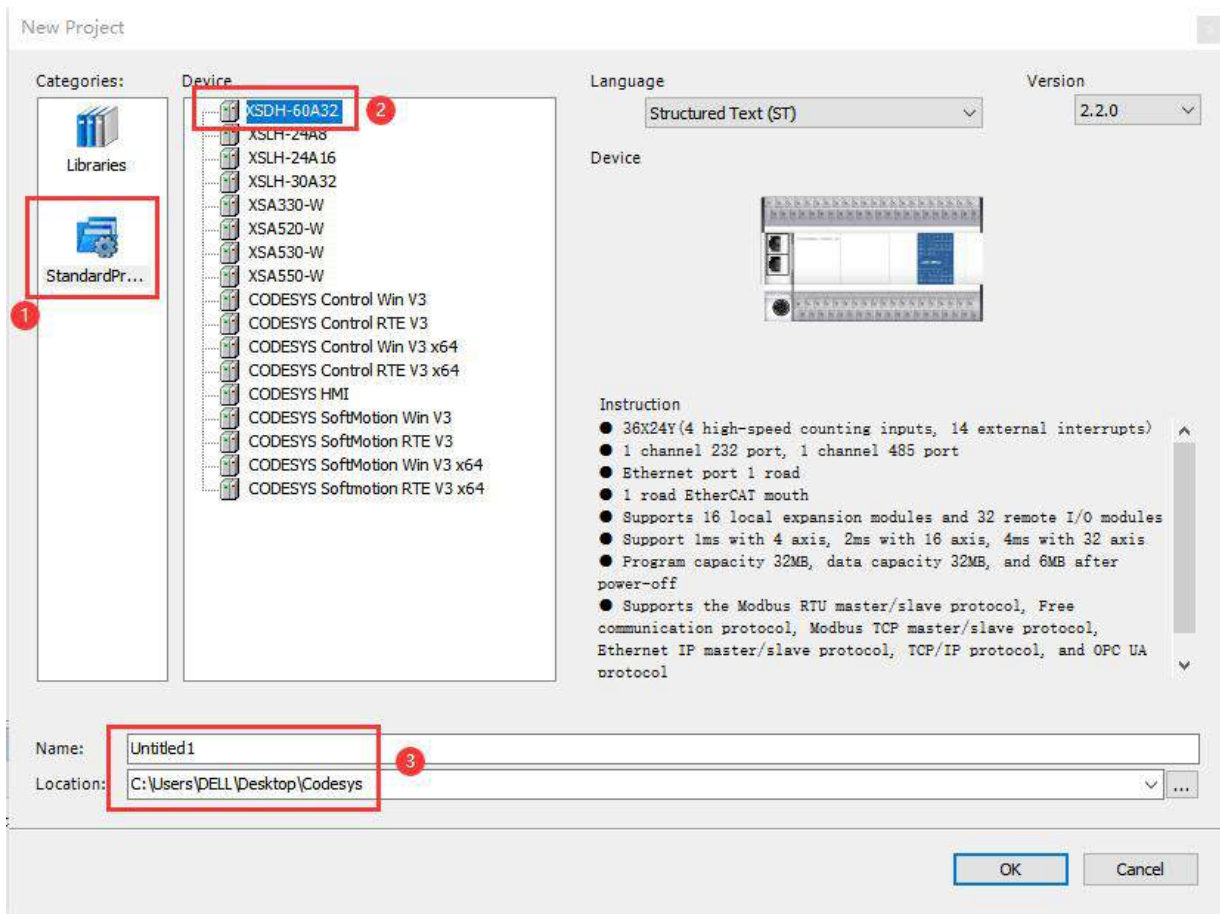 New Project
Categories:
Device
Language
Version
Libraries
StandardPr...
1
XSDH-60A32
2
XSLH-24A8
XSLH-24A16
XSLH-30A32
XSA330-W
XSA520-W
XSA530-W
XSA550-W
CODESYS Control Win V3
CODESYS Control RTE V3
CODESYS Control Win V3 x64
CODESYS Control RTE V3 x64
CODESYS HMI
CODESYS SoftMotion Win V3
CODESYS SoftMotion RTE V3
CODESYS SoftMotion Win V3 x64
CODESYS Softmotion RTE V3 x64
Structured Text (ST)
2.2.0
Device
Instruction
● 36X24Y(4 high-speed counting inputs, 14 external interrupts)
● 1 channel 232 port, 1 channel 485 port
● Ethernet port 1 road
● 1 road EtherCAT mouth
● Supports 16 local expansion modules and 32 remote I/O modules
● Support 1ms with 4 axis, 2ms with 16 axis, 4ms with 32 axis
● Program capacity 32MB, data capacity 32MB, and 6MB after
power-off
● Supports the Modbus RTU master/slave protocol, Free
communication protocol, Modbus TCP master/slave protocol,
Ethernet IP master/slave protocol, TCP/IP protocol, and OPC UA
protocol
Name:
Untitled1
3
Location:
C:\Users\DELL\Desktop\Codesys
...
OK
Cancel